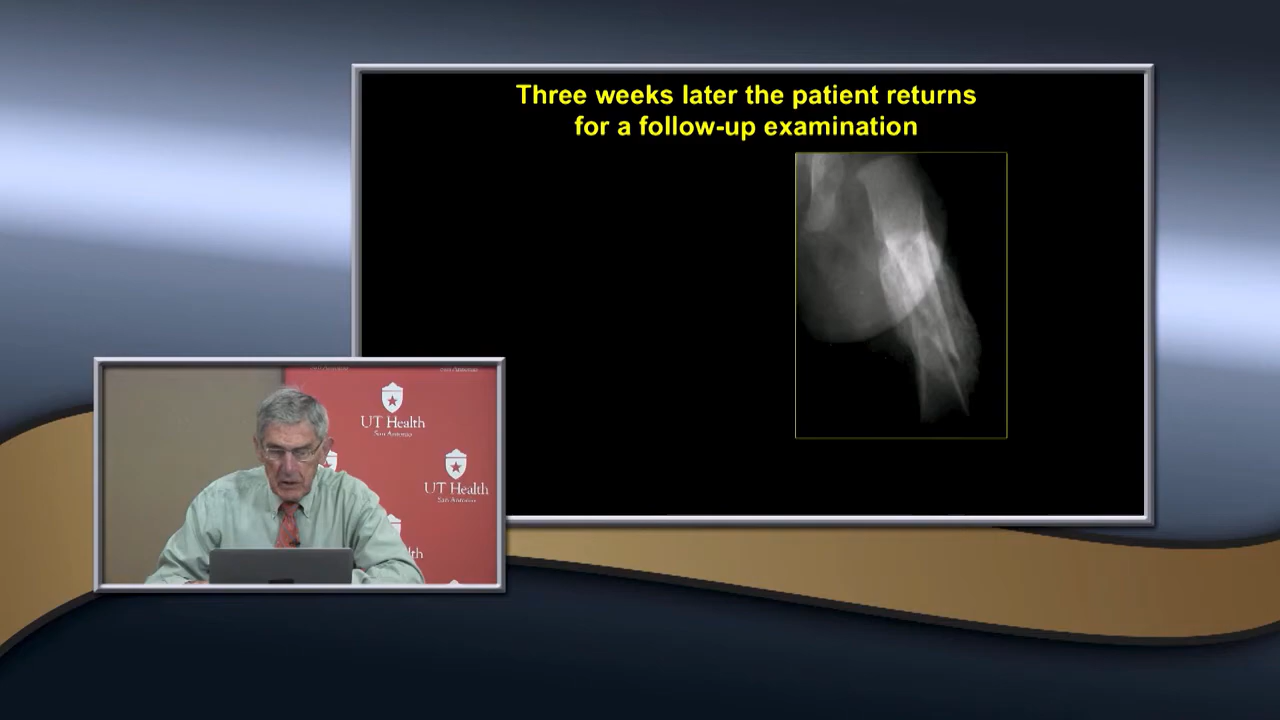 Three weeks later the patient returns
for a follow-up examination
UT Health
San Antonio
UT Health
San Antonio